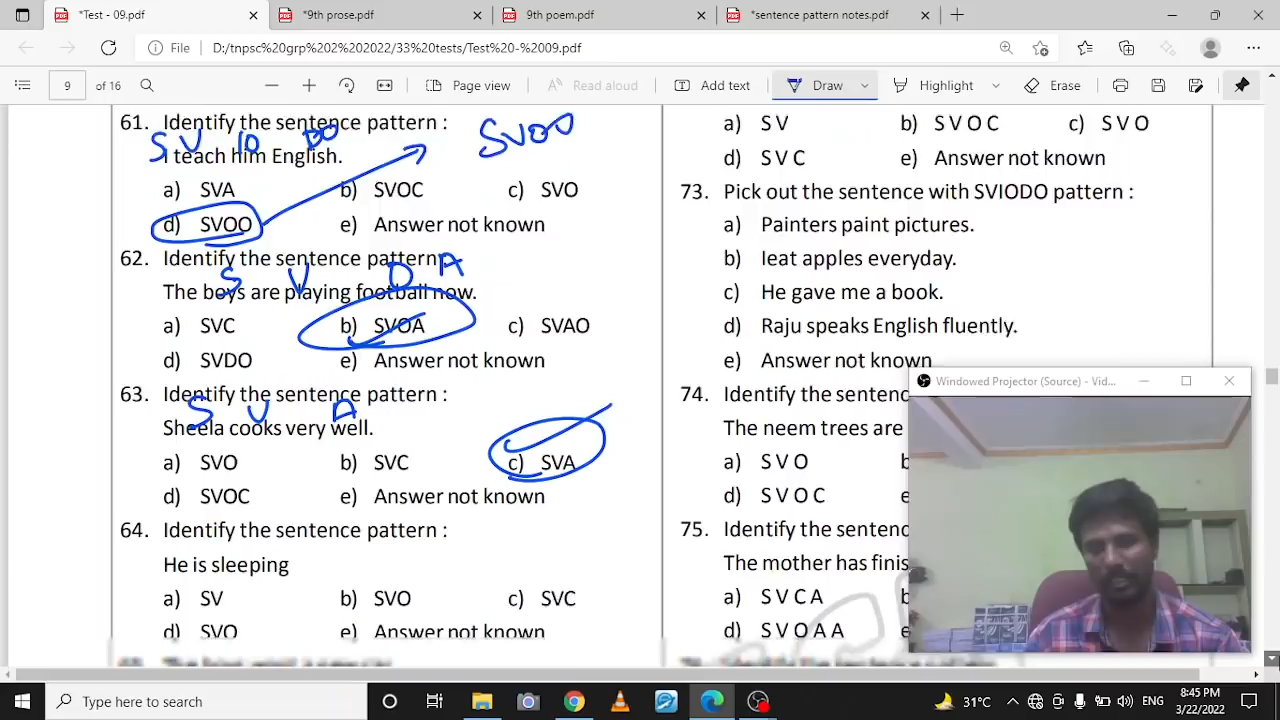 *Test - 09.pdf
*9th prose.pdf
9th poem.pdf
*sentence pattern notes.pdf
File
D:/tnpsc%20grp%202%202022/33%20tests/Test%20-%2009.pdf
9 of 16
Page view
Read aloud
Add text
Draw
Highlight
Erase
61. Identify the sentence pattern :
S V IO DO
SVOO
I teach him English.
a) SVA b) SVOC c) SVO
d) SVOO e) Answer not known
62. Identify the sentence pattern:
S V O A
The boys are playing football now.
a) SVC b) SVOA c) SVAO
d) SVDO e) Answer not known
63. Identify the sentence pattern :
S V A
Sheela cooks very well.
a) SVO b) SVC c) SVA
d) SVOC e) Answer not known
64. Identify the sentence pattern :
He is sleeping
a) SV b) SVO c) SVC
d) SVO e) Answer not known
a) S V b) S V O C c) S V O
d) S V C e) Answer not known
73. Pick out the sentence with SVIODO pattern :
a) Painters paint pictures.
b) Ieat apples everyday.
c) He gave me a book.
d) Raju speaks English fluently.
e) Answer not known
74. Identify the sentenc
The neem trees are
a) S V O
d) S V O C e
75. Identify the sentenc
The mother has finis
a) S V C A
d) S V O A A e
Windowed Projector (Source) - Vid...
Type here to search
31°C
ENG
8:45 PM
3/22/2022